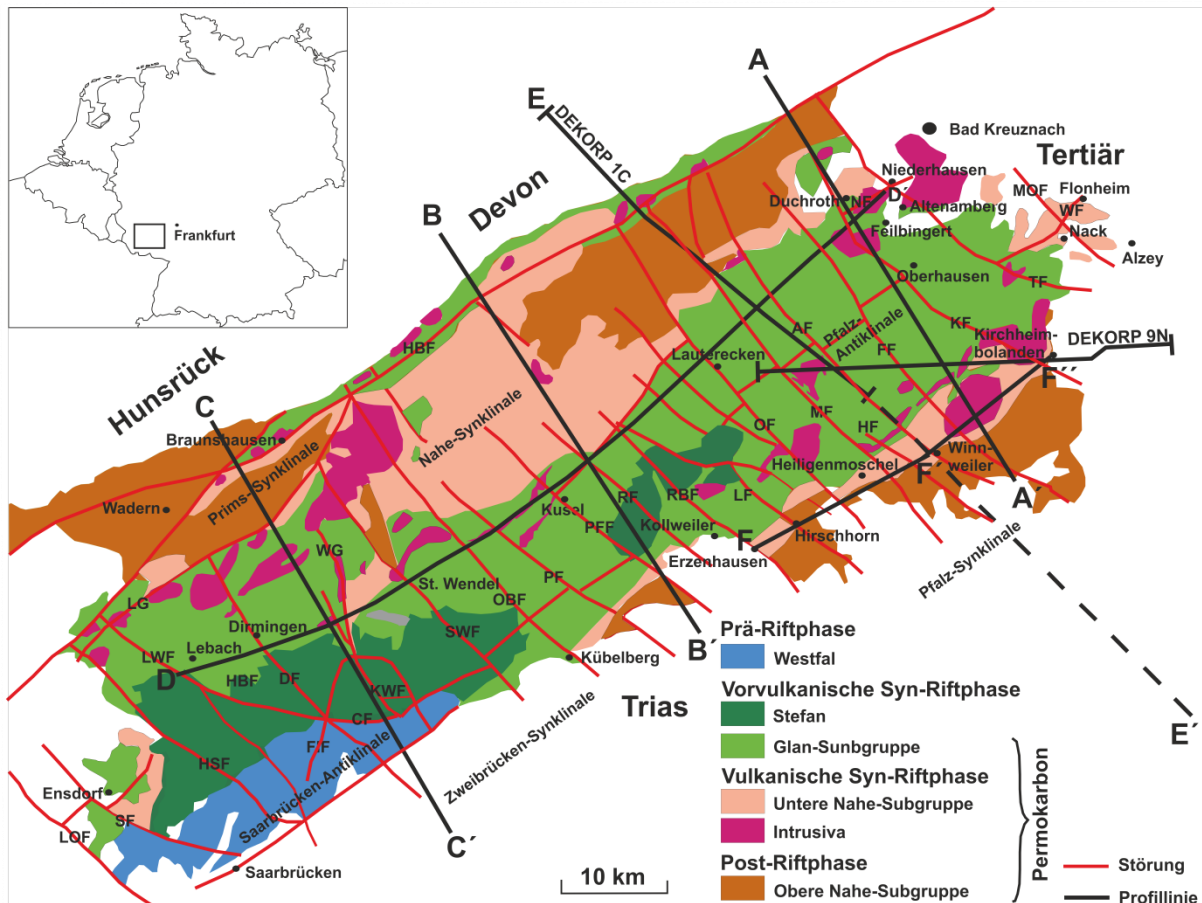 Frankfurt
A
E
DEKORP 1C
Bad Kreuznach
Tertiär
Niederhausen
Duchroth
NF
D´
Altenamberg
MOF
Flonheim
WF
Nack
Feilbingert
Alzey
B
Devon
Oberhausen
TF
HBF
AF
Pfalz-
Antiklinale
FF
KF
Kirchheim-
bolanden
DEKORP 9N
Lauterecken
F´´
Hunsrück
C
Braunshausen
Prims-Synklinale
Nahe-Synklinale
OF
MF
HF
Heiligenmoschel
Winn-
weiler
F´
A´
Wadern
Kusel
RF
RBF
LF
PFF
Kollweiler
F
Hirschhorn
Erzenhausen
Pfalz-Synklinale
WG
St. Wendel
PF
OBF
LG
Dirmingen
SWF
LWF
Lebach
D
HBF
DF
KWF
CF
Kübelberg
B´
Trias
E´
FIF
HSF
Ensdorf
SF
LOF
Saarbrücken-Antiklinale
Zweibrücken-Synklinale
C´
Saarbrücken
10 km
Prä-Riftphase
Westfal
Vorvulkanische Syn-Riftphase
Stefan
Glan-Sunbgruppe
Vulkanische Syn-Riftphase
Untere Nahe-Subgruppe
Intrusiva
Post-Riftphase
Obere Nahe-Subgruppe
Permokarbon
Störung
Profillinie